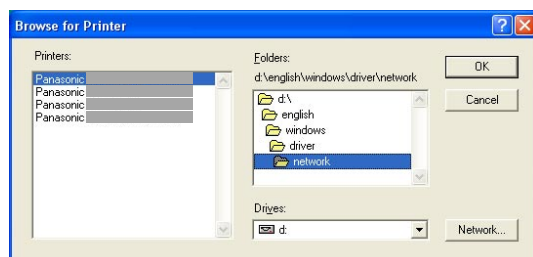 Browse for Printer
Printers:
Panasonic
Panasonic
Panasonic
Panasonic
Folders:
d:\english\windows\driver\network
d:\
english
windows
driver
network
Drives:
d:
OK
Cancel
Network...